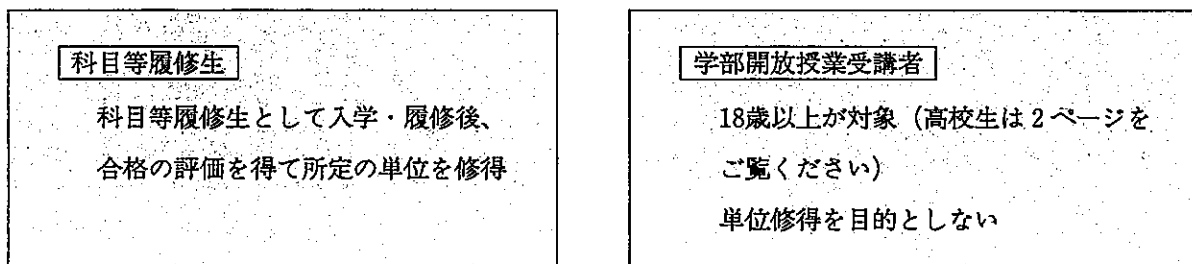 科目等履修生
科目等履修生として入学・履修後、
合格の評価を得て所定の単位を修得
学部開放授業受講者
18歳以上が対象(高校生は2ページを
ご覧ください)
単位修得を目的としない